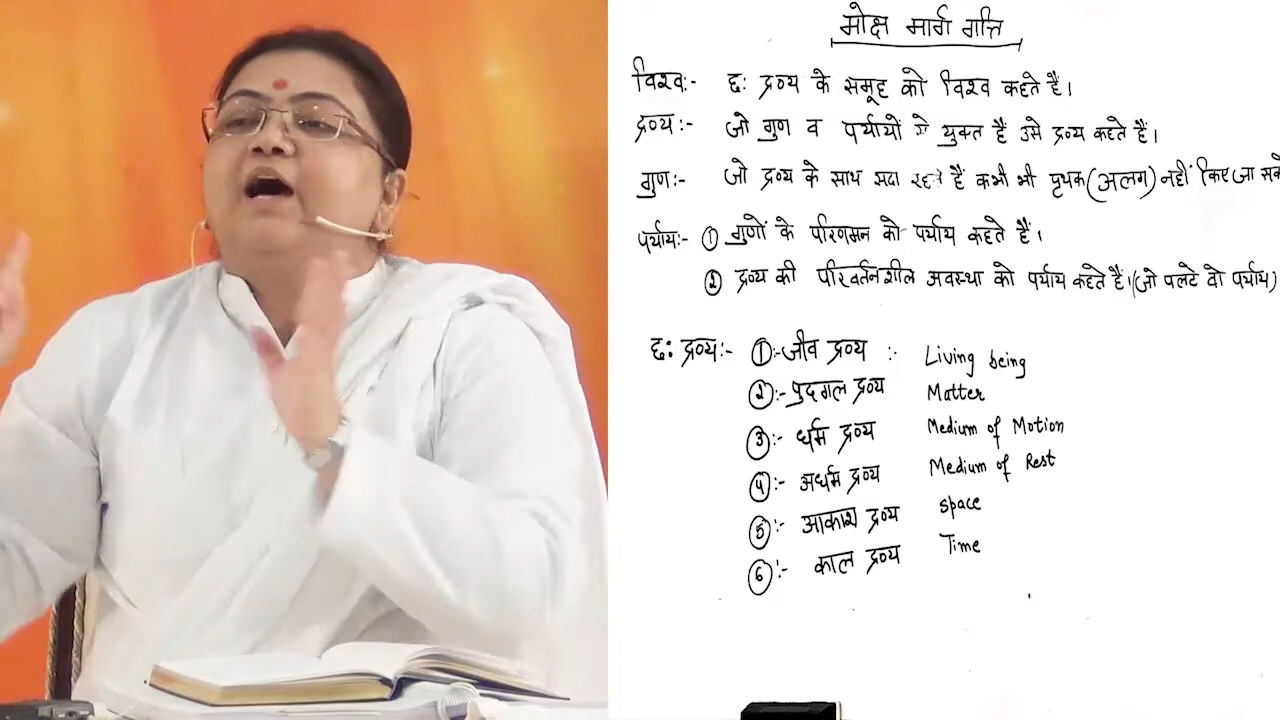 मोक्ष मार्ग गति
विश्वः- छः द्रव्य के समूह को विश्व कहते हैं।
द्रव्यः- जो गुण व पर्यायों से युक्त हैं उसे द्रव्य कहते हैं।
गुणः- जो द्रव्य के साथ सदा रहते हैं कभी भी पृथक (अलग) नहीं किए जा सके
पर्यायः- ① गुणों के परिणमन को पर्याय कहते हैं।
② द्रव्य की परिवर्तनशील अवस्था को पर्याय कहते हैं। (जो पलटे वो पर्याय)
छः द्रव्यः- ①:- जीव द्रव्य :- Living being
②:- पुदगल द्रव्य Matter
③:- धर्म द्रव्य Medium of Motion
④:- अधर्म द्रव्य Medium of Rest
⑤:- आकाश द्रव्य space
⑥:- काल द्रव्य Time